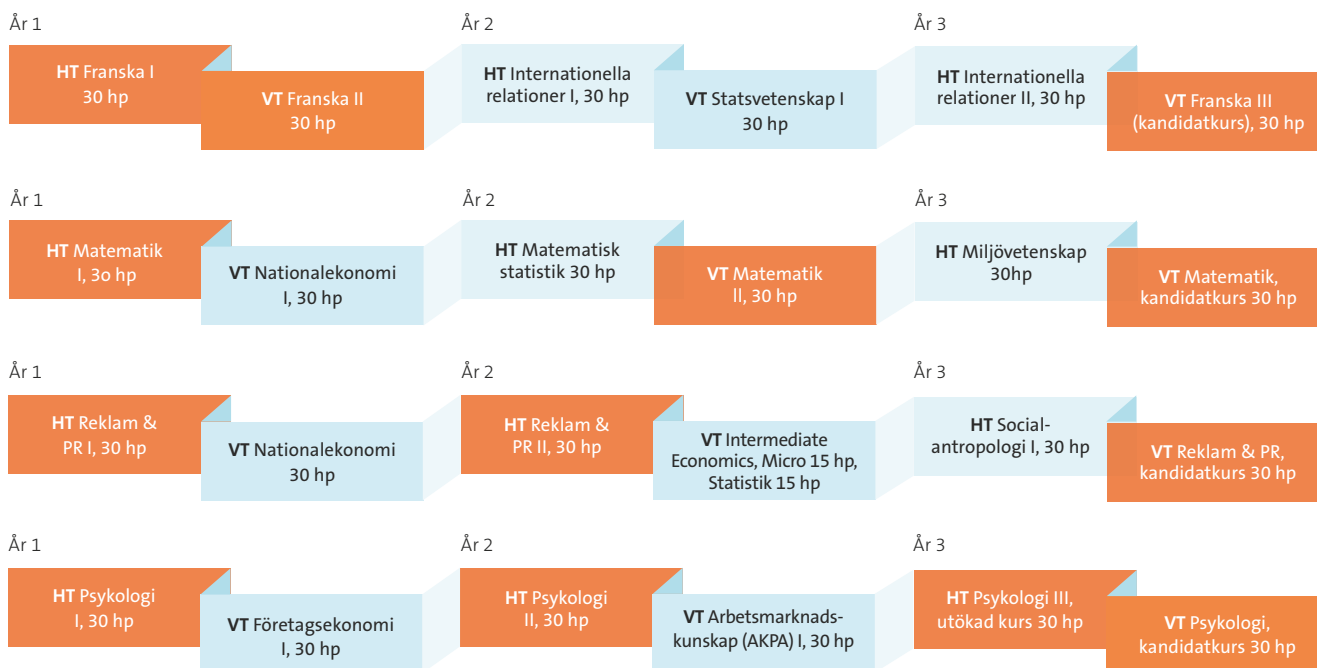 År 1
År 2
År 3
HT Franska I
30 hp
VT Franska II
30 hp
HT Internationella
relationer I, 30 hp
VT Statsvetenskap I
30 hp
HT Internationella
relationer II, 30 hp
VT Franska III
(kandidatkurs), 30 hp
År 1
År 2
År 3
HT Matematik
I, 3o hp
VT Nationalekonomi
I, 30 hp
HT Matematisk
statistik 30 hp
VT Matematik
II, 30 hp
HT Miljövetenskap
30hp
VT Matematik,
kandidatkurs 30 hp
År 1
År 2
År 3
HT Reklam &
PR I, 30 hp
VT Nationalekonomi
30 hp
HT Reklam &
PR II, 30 hp
VT Intermediate
Economics, Micro 15 hp,
Statistik 15 hp
HT Social-
antropologi I, 30 hp
VT Reklam & PR,
kandidatkurs 30 hp
År 1
År 2
År 3
HT Psykologi
I, 30 hp
VT Företagsekonomi
I, 30 hp
HT Psykologi
II, 30 hp
VT Arbetsmarknads-
kunskap (AKPA) I, 30 hp
HT Psykologi III,
utökad kurs 30 hp
VT Psykologi,
kandidatkurs 30 hp